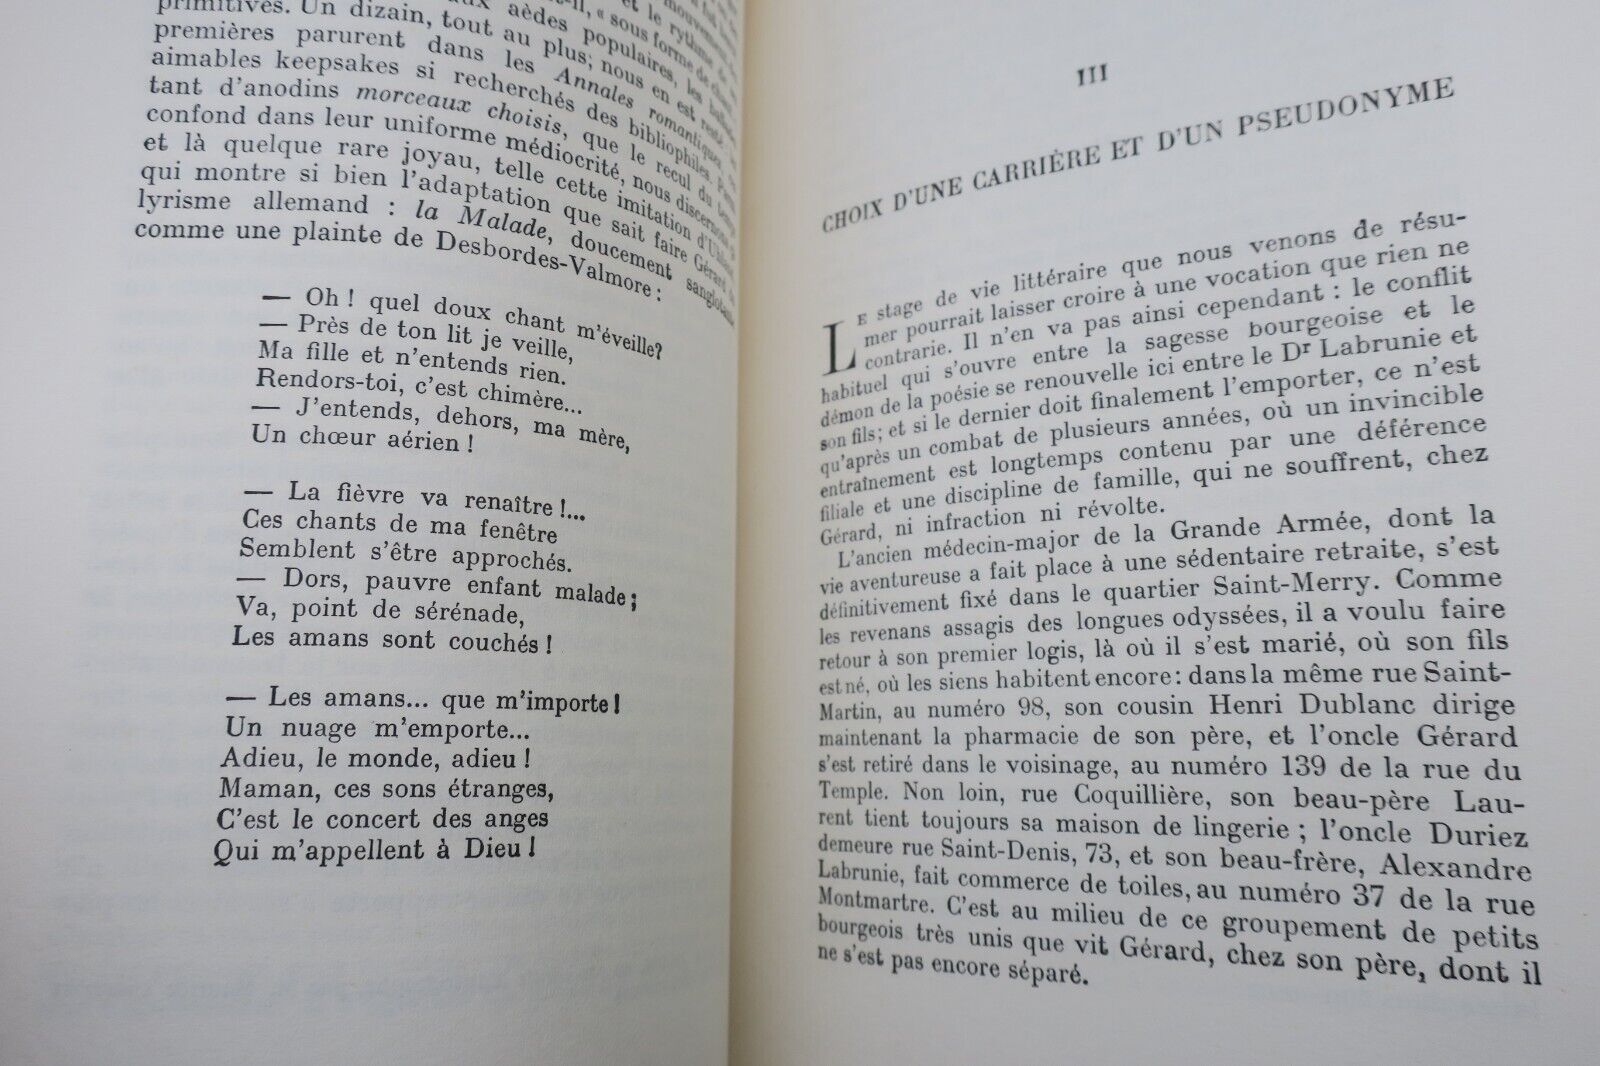 primitives. Un dizain, tout au plus; nous en est resté
premières parurent dans les Annales romantiques,
aimables keepsakes si recherchés des bibliophiles.
tant d'anodins morceaux choisis, que le recul du temps
confond dans leur uniforme médiocrité, nous discernons
et là quelque rare joyau, telle cette imitation d'Uhland,
qui montre si bien l'adaptation que sait faire Gérard du
lyrisme allemand : la Malade, doucement sanglotante
comme une plainte de Desbordes-Valmore :
— Oh ! quel doux chant m'éveille?
— Près de ton lit je veille,
Ma fille et n'entends rien.
Rendors-toi, c'est chimère...
— J'entends, dehors, ma mère,
Un chœur aérien !
— La fièvre va renaître !...
Ces chants de ma fenêtre
Semblent s'être approchés.
— Dors, pauvre enfant malade ;
Va, point de sérénade,
Les amans sont couchés !
— Les amans... que m'importe !
Un nuage m'emporte...
Adieu, le monde, adieu !
Maman, ces sons étranges,
C'est le concert des anges
Qui m'appellent à Dieu !
III
CHOIX D'UNE CARRIÈRE ET D'UN PSEUDONYME
LE stage de vie littéraire que nous venons de résu-
mer pourrait laisser croire à une vocation que rien ne
contrarie. Il n'en va pas ainsi cependant : le conflit
habituel qui s'ouvre entre la sagesse bourgeoise et le
démon de la poésie se renouvelle ici entre le Dr Labrunie et
son fils; et si le dernier doit finalement l'emporter, ce n'est
qu'après un combat de plusieurs années, où un invincible
entraînement est longtemps contenu par une déférence
filiale et une discipline de famille, qui ne souffrent, chez
Gérard, ni infraction ni révolte.
L'ancien médecin-major de la Grande Armée, dont la
vie aventureuse a fait place à une sédentaire retraite, s'est
définitivement fixé dans le quartier Saint-Merry. Comme
les revenans assagis des longues odyssées, il a voulu faire
retour à son premier logis, là où il s'est marié, où son fils
est né, où les siens habitent encore : dans la même rue Saint-
Martin, au numéro 98, son cousin Henri Dublanc dirige
maintenant la pharmacie de son père, et l'oncle Gérard
s'est retiré dans le voisinage, au numéro 139 de la rue du
Temple. Non loin, rue Coquillière, son beau-père Lau-
rent tient toujours sa maison de lingerie ; l'oncle Duriez
demeure rue Saint-Denis, 73, et son beau-frère, Alexandre
Labrunie, fait commerce de toiles, au numéro 37 de la rue
Montmartre. C'est au milieu de ce groupement de petits
bourgeois très unis que vit Gérard, chez son père, dont il
ne s'est pas encore séparé.